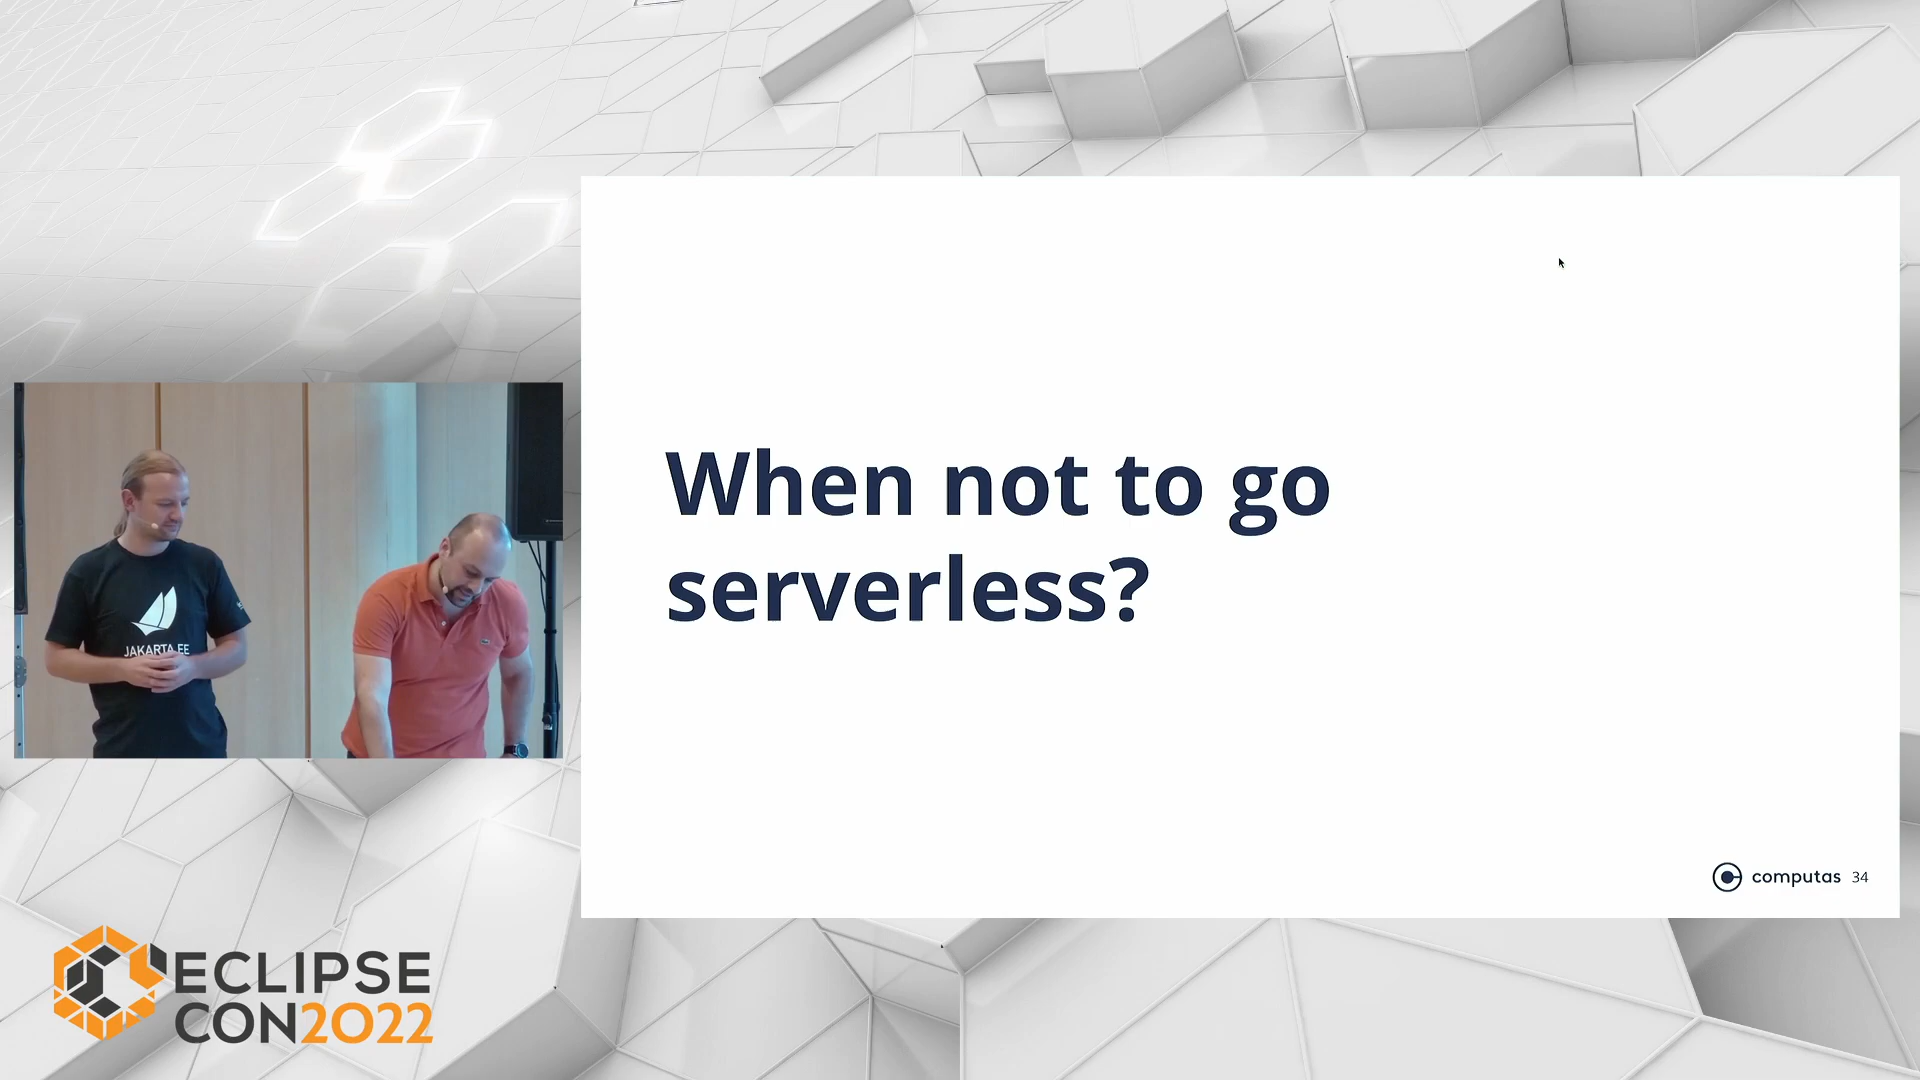 When not to go
serverless?
computas 34
JAKARTA EE
ECLIPSE
CON2022